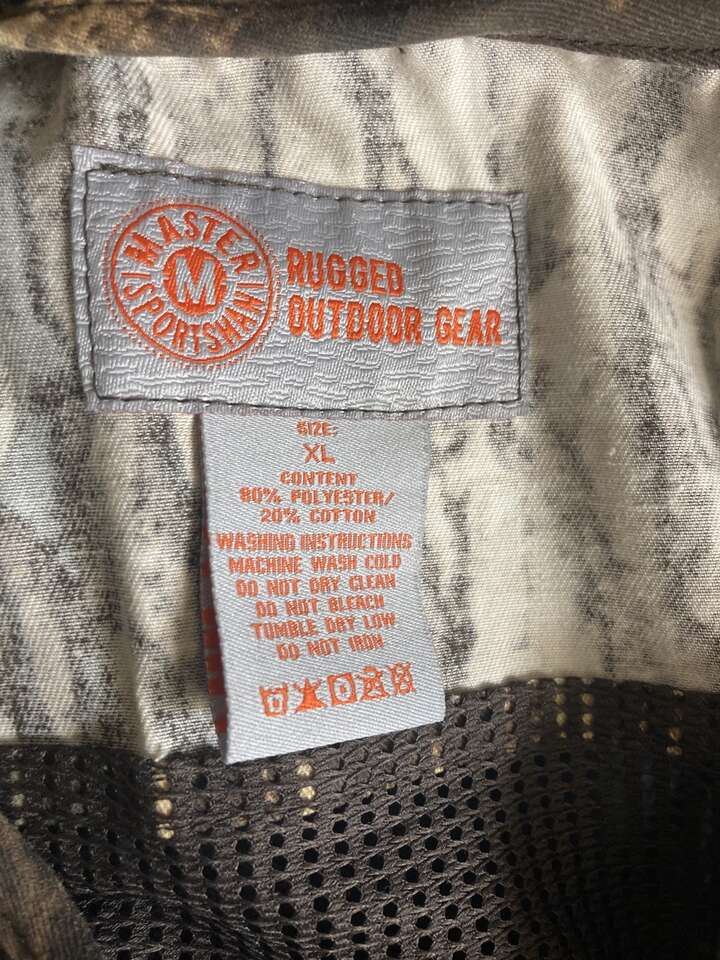 MASTER
M
SPORTSMAN
RUGGED
OUTDOOR GEAR
SIZE:
XL
CONTENT
80% POLYESTER/
20% COTTON
WASHING INSTRUCTIONS
MACHINE WASH COLD
DO NOT DRY CLEAN
DO NOT BLEACH
TUMBLE DRY LOW
DO NOT IRON